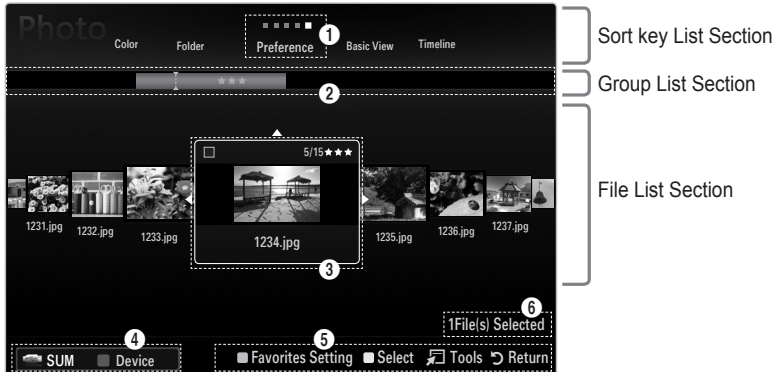 Photo
Color Folder Preference Basic View Timeline
1
Sort key List Section
★★★
2
Group List Section
5/15★★★
File List Section
1231.jpg 1232.jpg 1233.jpg 1234.jpg 1235.jpg 1236.jpg 1237.jpg
3
6
1File(s) Selected
4
5
SUM Device Favorites Setting Select Tools Return